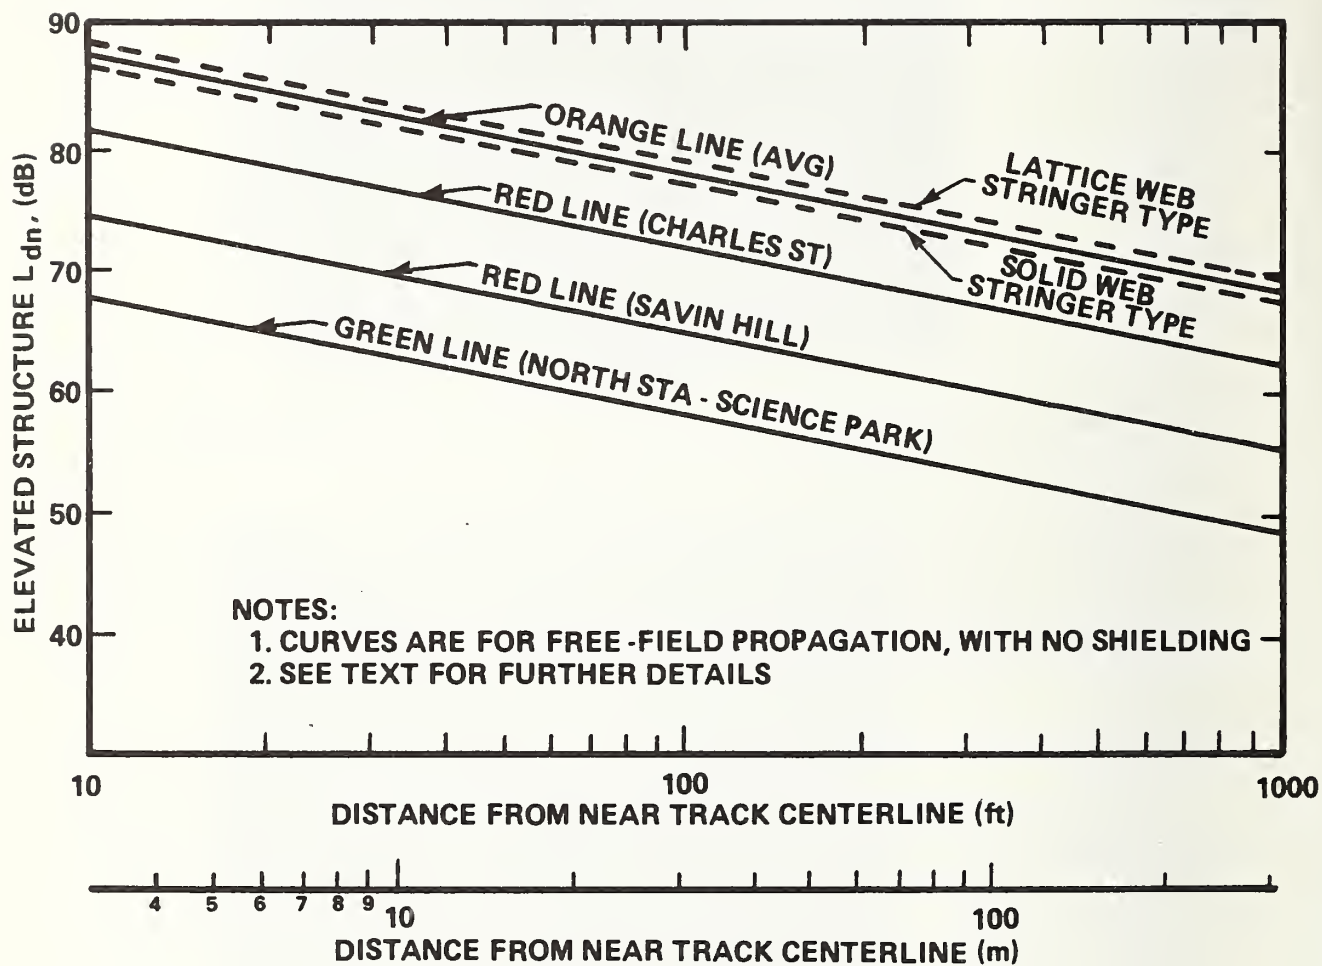 90
80
70
60
50
40
ELEVATED STRUCTURE Ldn, (dB)
ORANGE LINE (AVG)
LATTICE WEB
STRINGER TYPE
RED LINE (CHARLES ST)
SOLID WEB
STRINGER TYPE
RED LINE (SAVIN HILL)
GREEN LINE (NORTH STA - SCIENCE PARK)
NOTES:
1. CURVES ARE FOR FREE-FIELD PROPAGATION, WITH NO SHIELDING
2. SEE TEXT FOR FURTHER DETAILS
10 100 1000
DISTANCE FROM NEAR TRACK CENTERLINE (ft)
4 5 6 7 8 9 10 100
DISTANCE FROM NEAR TRACK CENTERLINE (m)